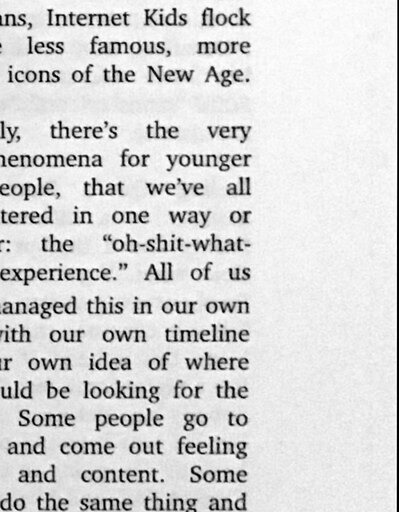 ans, Internet Kids flock
less famous, more
icons of the New Age.
ly, there's the very
henomena for younger
eople, that we've all
tered in one way or
r: the "oh-shit-what-
experience." All of us
managed this in our own
with our own timeline
ur own idea of where
uld be looking for the
Some people go to
and come out feeling
and content. Some
do the same thing and